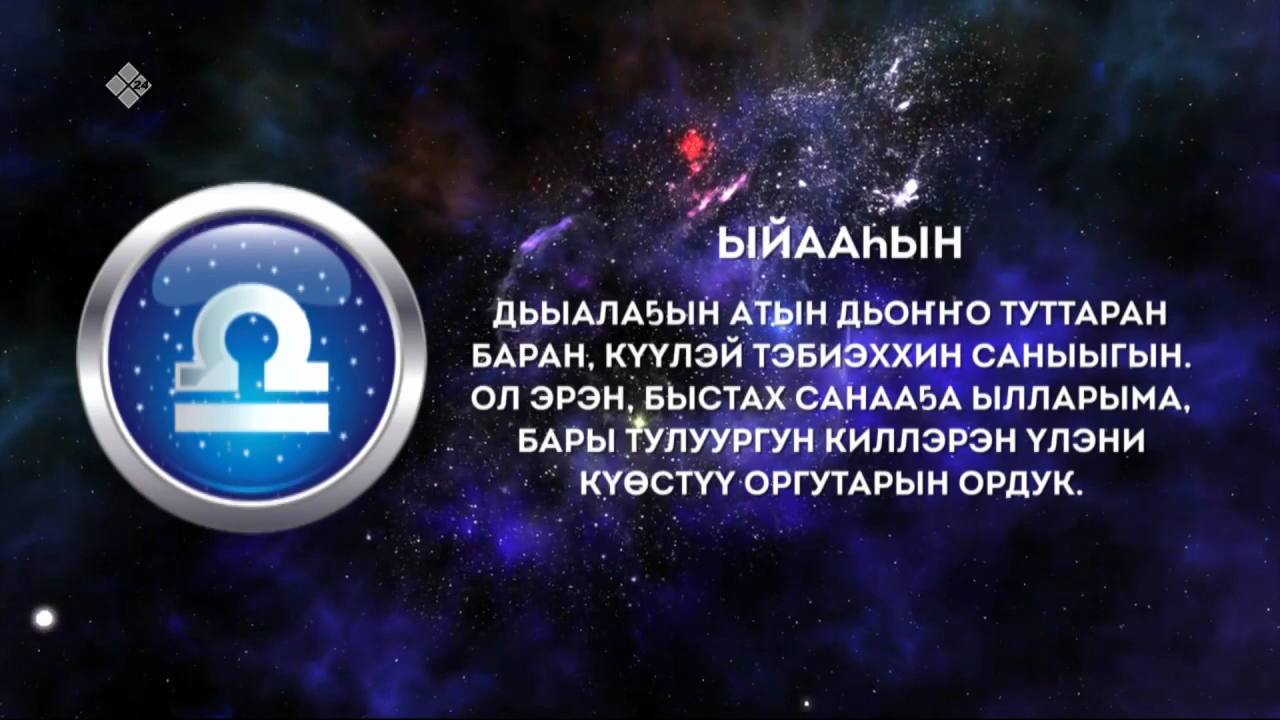 Х24
ЫЙААҺЫН
ДЬЫАЛАҔЫН АТЫН ДЬОҤҤО ТУТТАРАН
БАРАН, КҮҮЛЭЙ ТЭБИЭХХИН САНЫЫГЫН.
ОЛ ЭРЭН, БЫСТАХ САНААҔА ЫЛЛАРЫМА,
БАРЫ ТУЛУУРГУН КИЛЛЭРЭН ҮЛЭНИ
КҮӨСТҮҮ ОРГУТАРЫН ОРДУК.